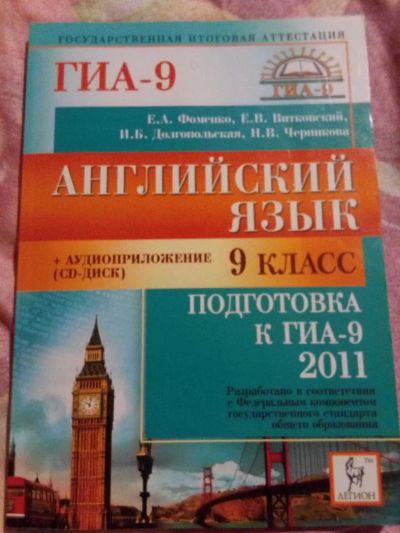 ГОСУДАРСТВЕННАЯ ИТОГОВАЯ АТТЕСТАЦИЯ
ГИА-9
ГИА-9
Е.А. Фоменко, Е.В. Витковский,
И.Б. Долгопольская, Н.В. Черникова
АНГЛИЙСКИЙ
ЯЗЫК
+ АУДИОПРИЛОЖЕНИЕ
(CD-ДИСК)
9 КЛАСС
ПОДГОТОВКА
К ГИА-9
2011
Разработано в соответствии
с Федеральным компонентом
государственного стандарта
общего образования
ЛЕГИОН
TM